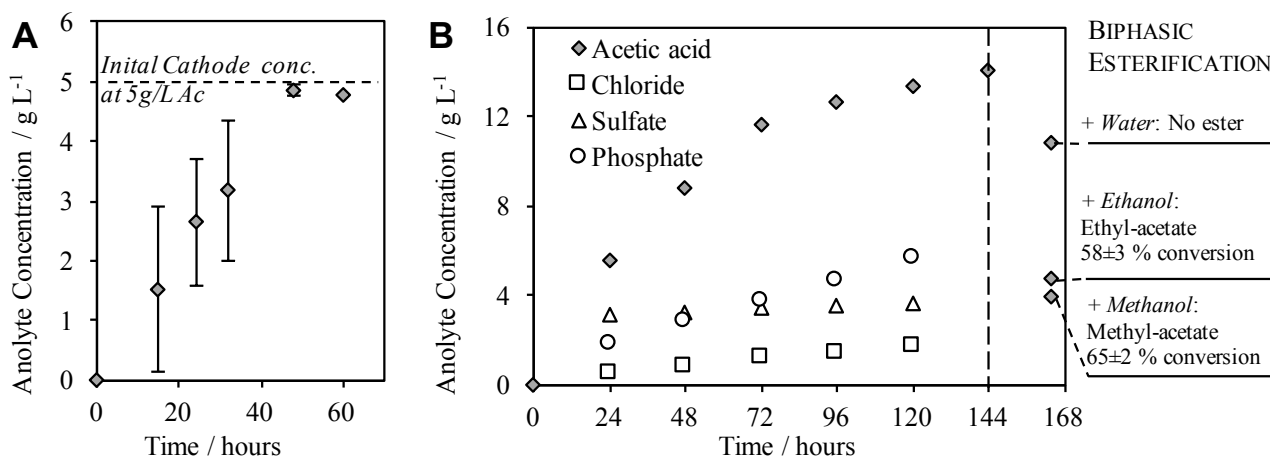 A
Anolyte Concentration / g L-1
6
5
4
3
2
1
0
Inital Cathode conc.
at 5g/L Ac
0 20 40 60
Time / hours
B
Anolyte Concentration / g L-1
16
12
8
4
0
Acetic acid
Chloride
Sulfate
Phosphate
0 24 48 72 96 120 144 168
Time / hours
BIPHASIC
ESTERIFICATION
+ Water: No ester
+ Ethanol:
Ethyl-acetate
58±3 % conversion
+ Methanol:
Methyl-acetate
65±2 % conversion